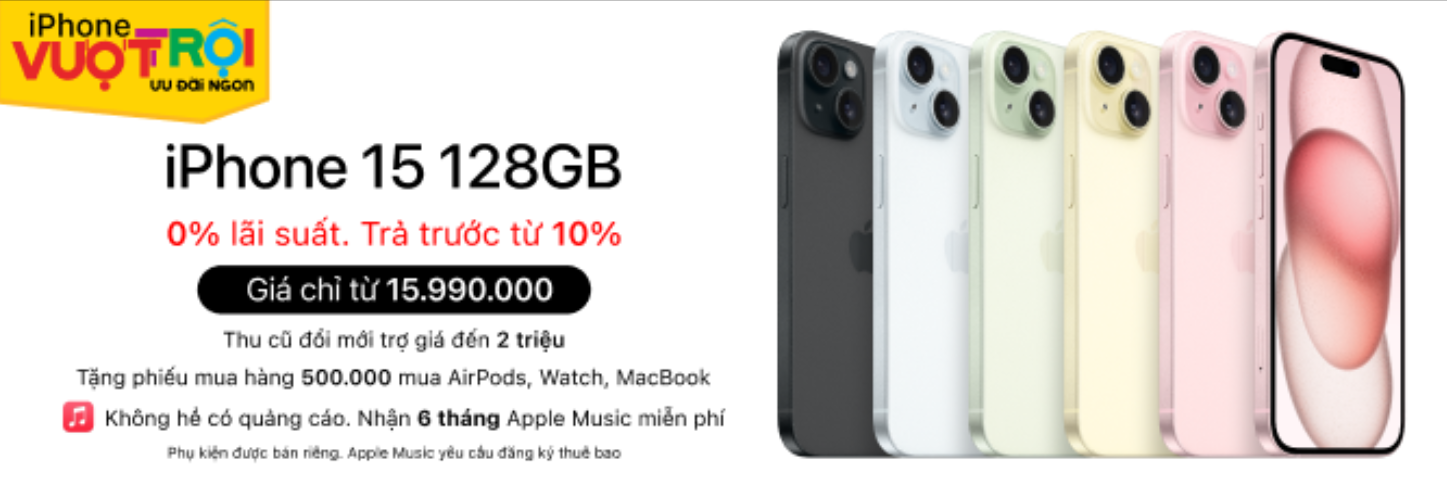 iPhone
VƯỢT TRỘI
ƯU ĐÃI NGON
iPhone 15 128GB
0% lãi suất. Trả trước từ 10%
Giá chỉ từ 15.990.000
Thu cũ đổi mới trợ giá đến 2 triệu
Tặng phiếu mua hàng 500.000 mua AirPods, Watch, MacBook
Không hề có quảng cáo. Nhận 6 tháng Apple Music miễn phí
Phụ kiện được bán riêng. Apple Music yêu cầu đăng ký thuê bao